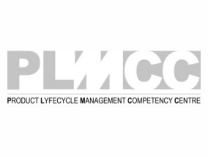 PLMCC
PRODUCT LYFECYCLE MANAGEMENT COMPETENCY CENTRE